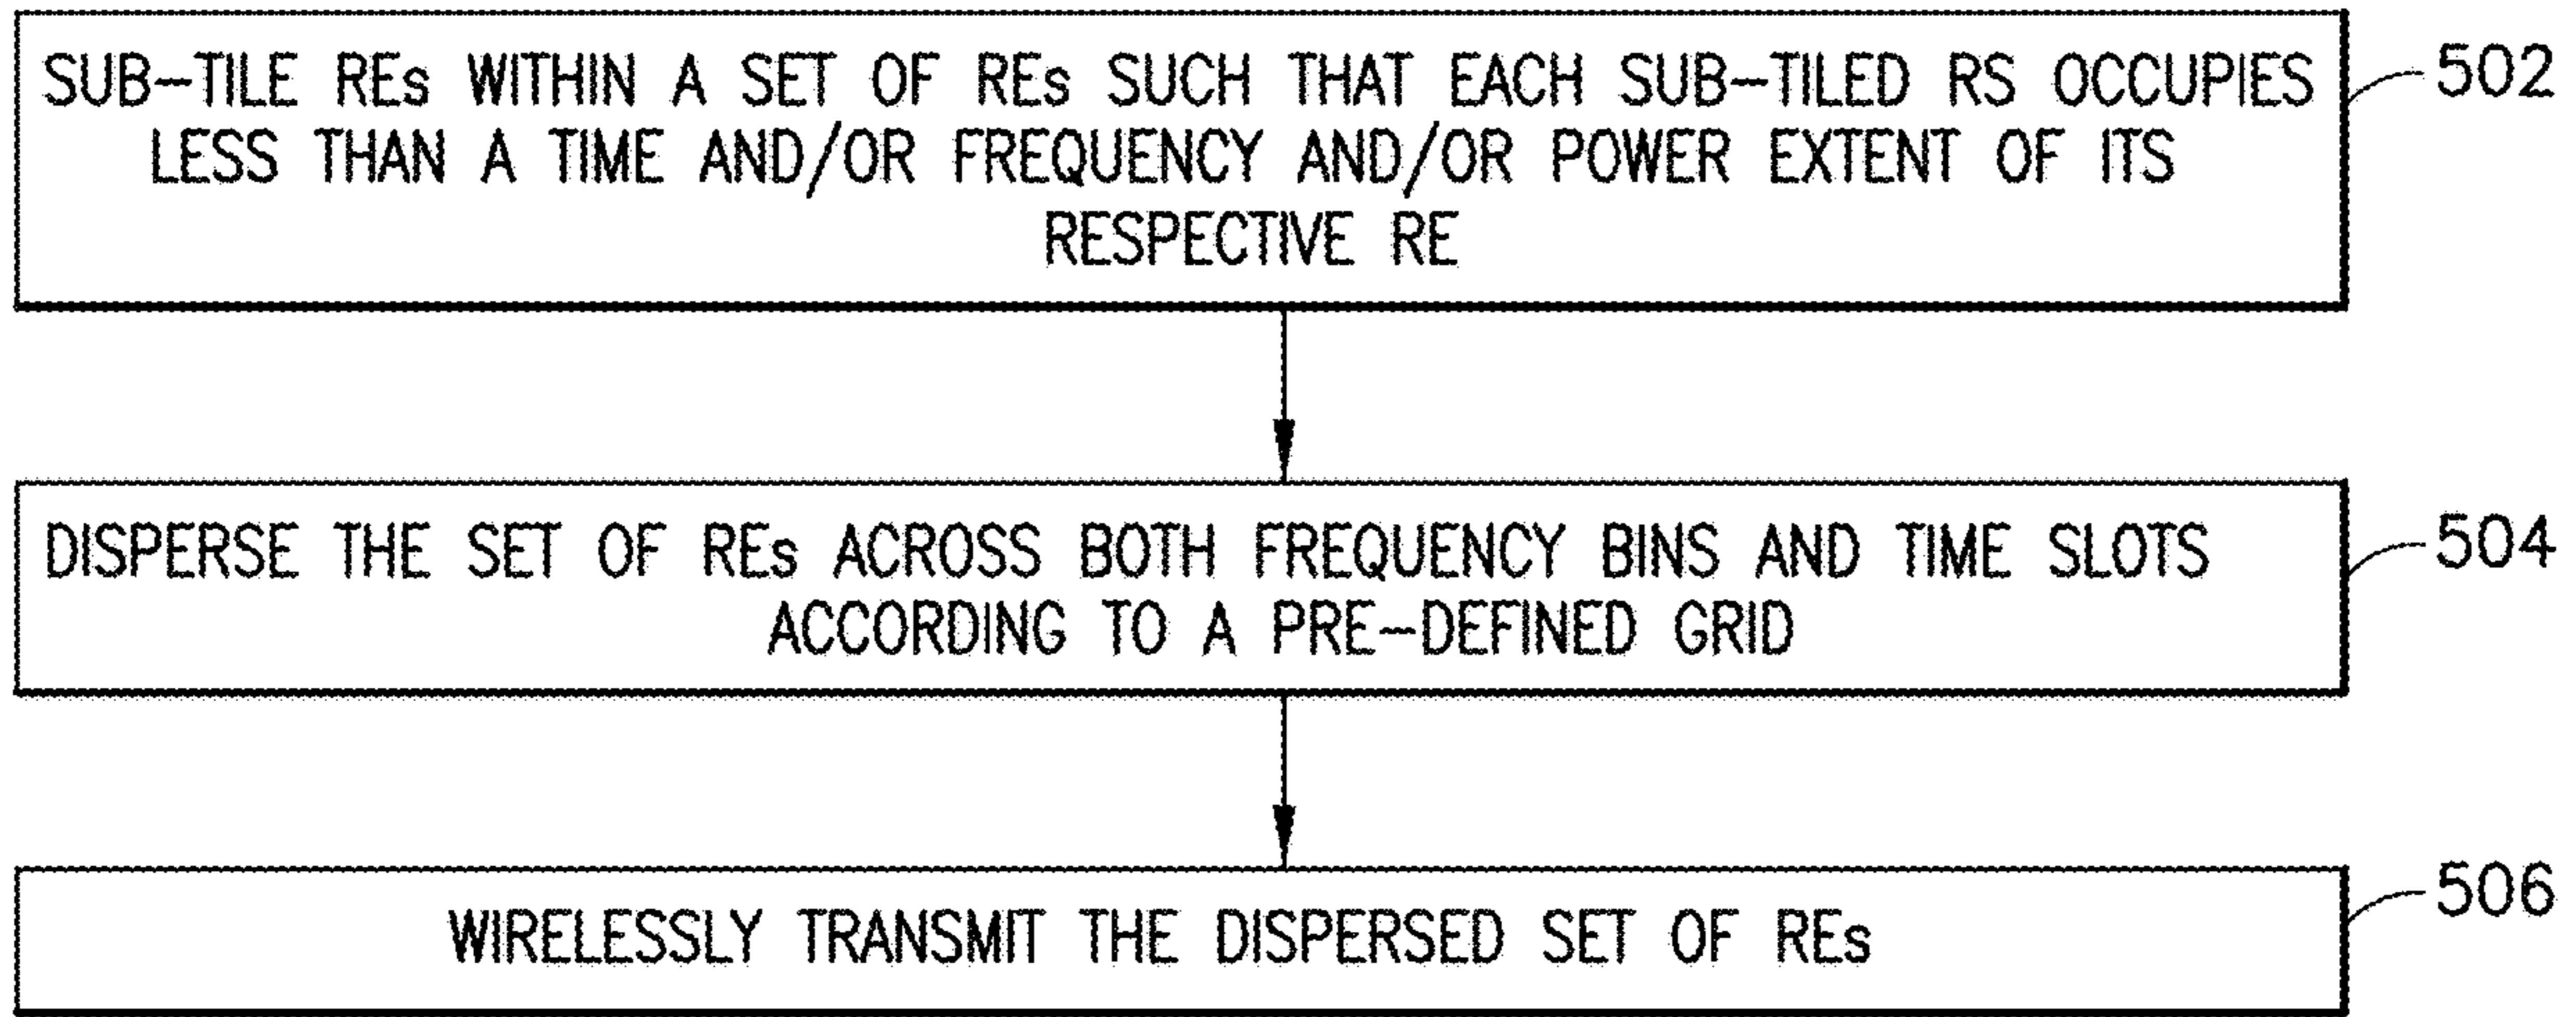 SUB-TILE REs WITHIN A SET OF REs SUCH THAT EACH SUB-TILED RS OCCUPIES
LESS THAN A TIME AND/OR FREQUENCY AND/OR POWER EXTENT OF ITS
RESPECTIVE RE
502
DISPERSE THE SET OF REs ACROSS BOTH FREQUENCY BINS AND TIME SLOTS
ACCORDING TO A PRE-DEFINED GRID
504
WIRELESSLY TRANSMIT THE DISPERSED SET OF REs
506